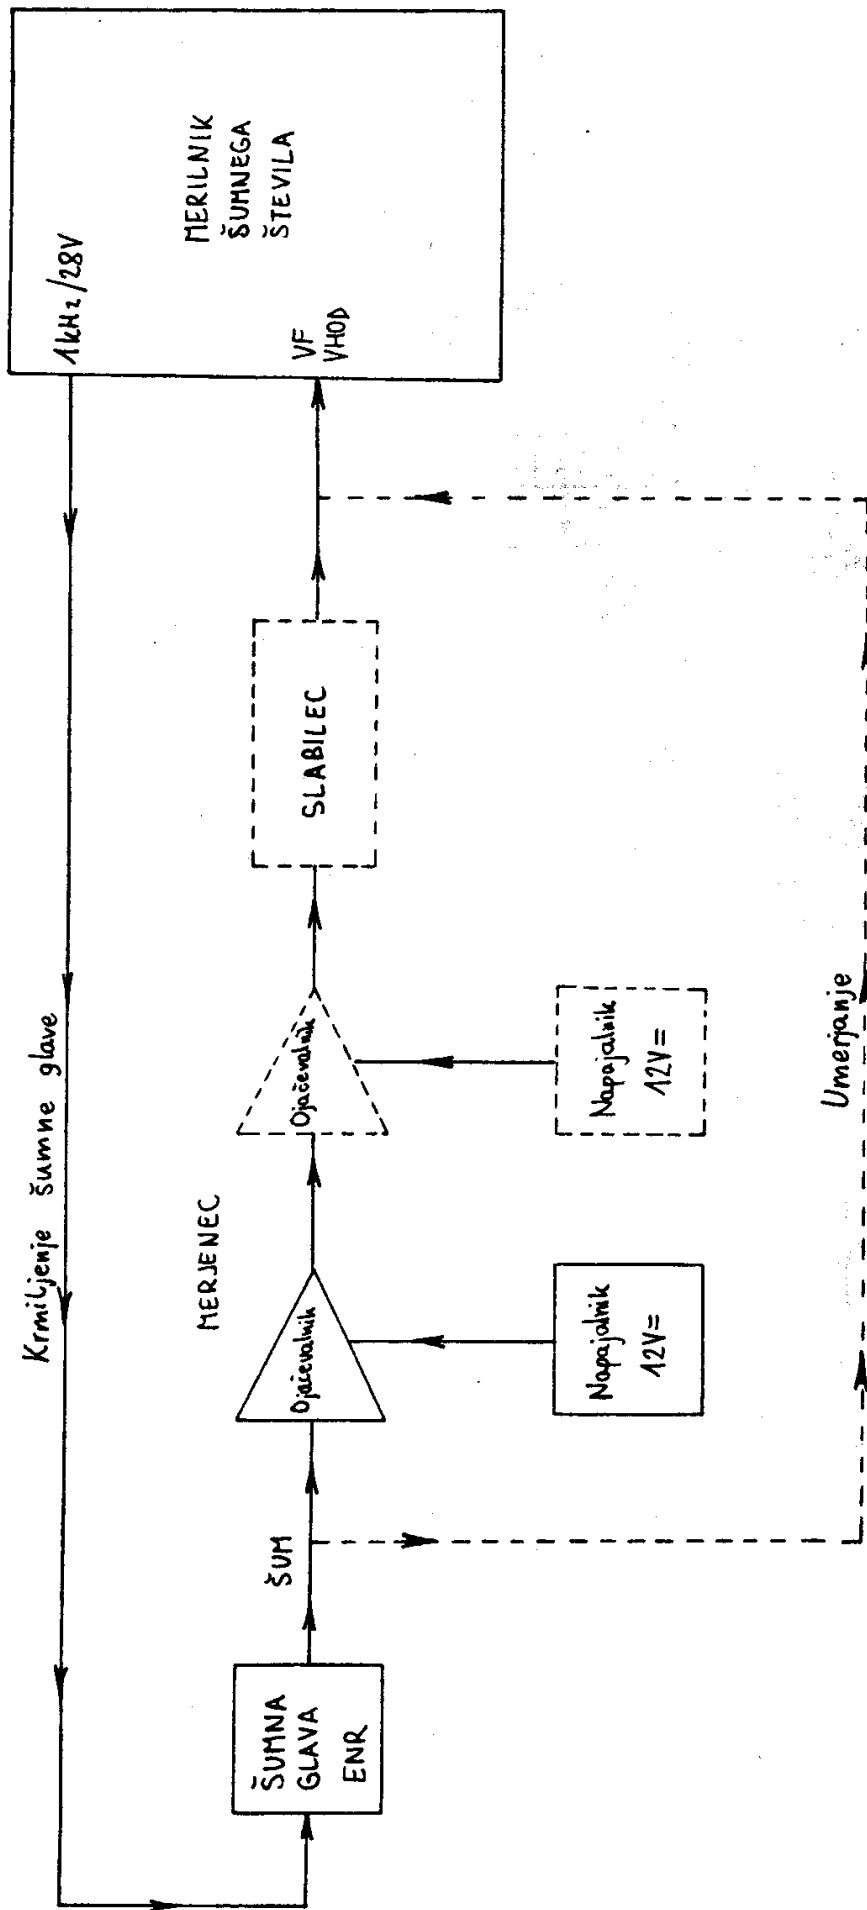 Krmiljenje šumne glave
1kHz/28V
MERILNIK
ŠUMNEGA
ŠTEVILA
VF
VHOD
ŠUMNA
GLAVA
ENR
ŠUM
MERJENEC
Ojačevalnik
Ojačevalnik
SLABILEC
Napajalnik
12V=
Napajalnik
12V=
Umerjanje